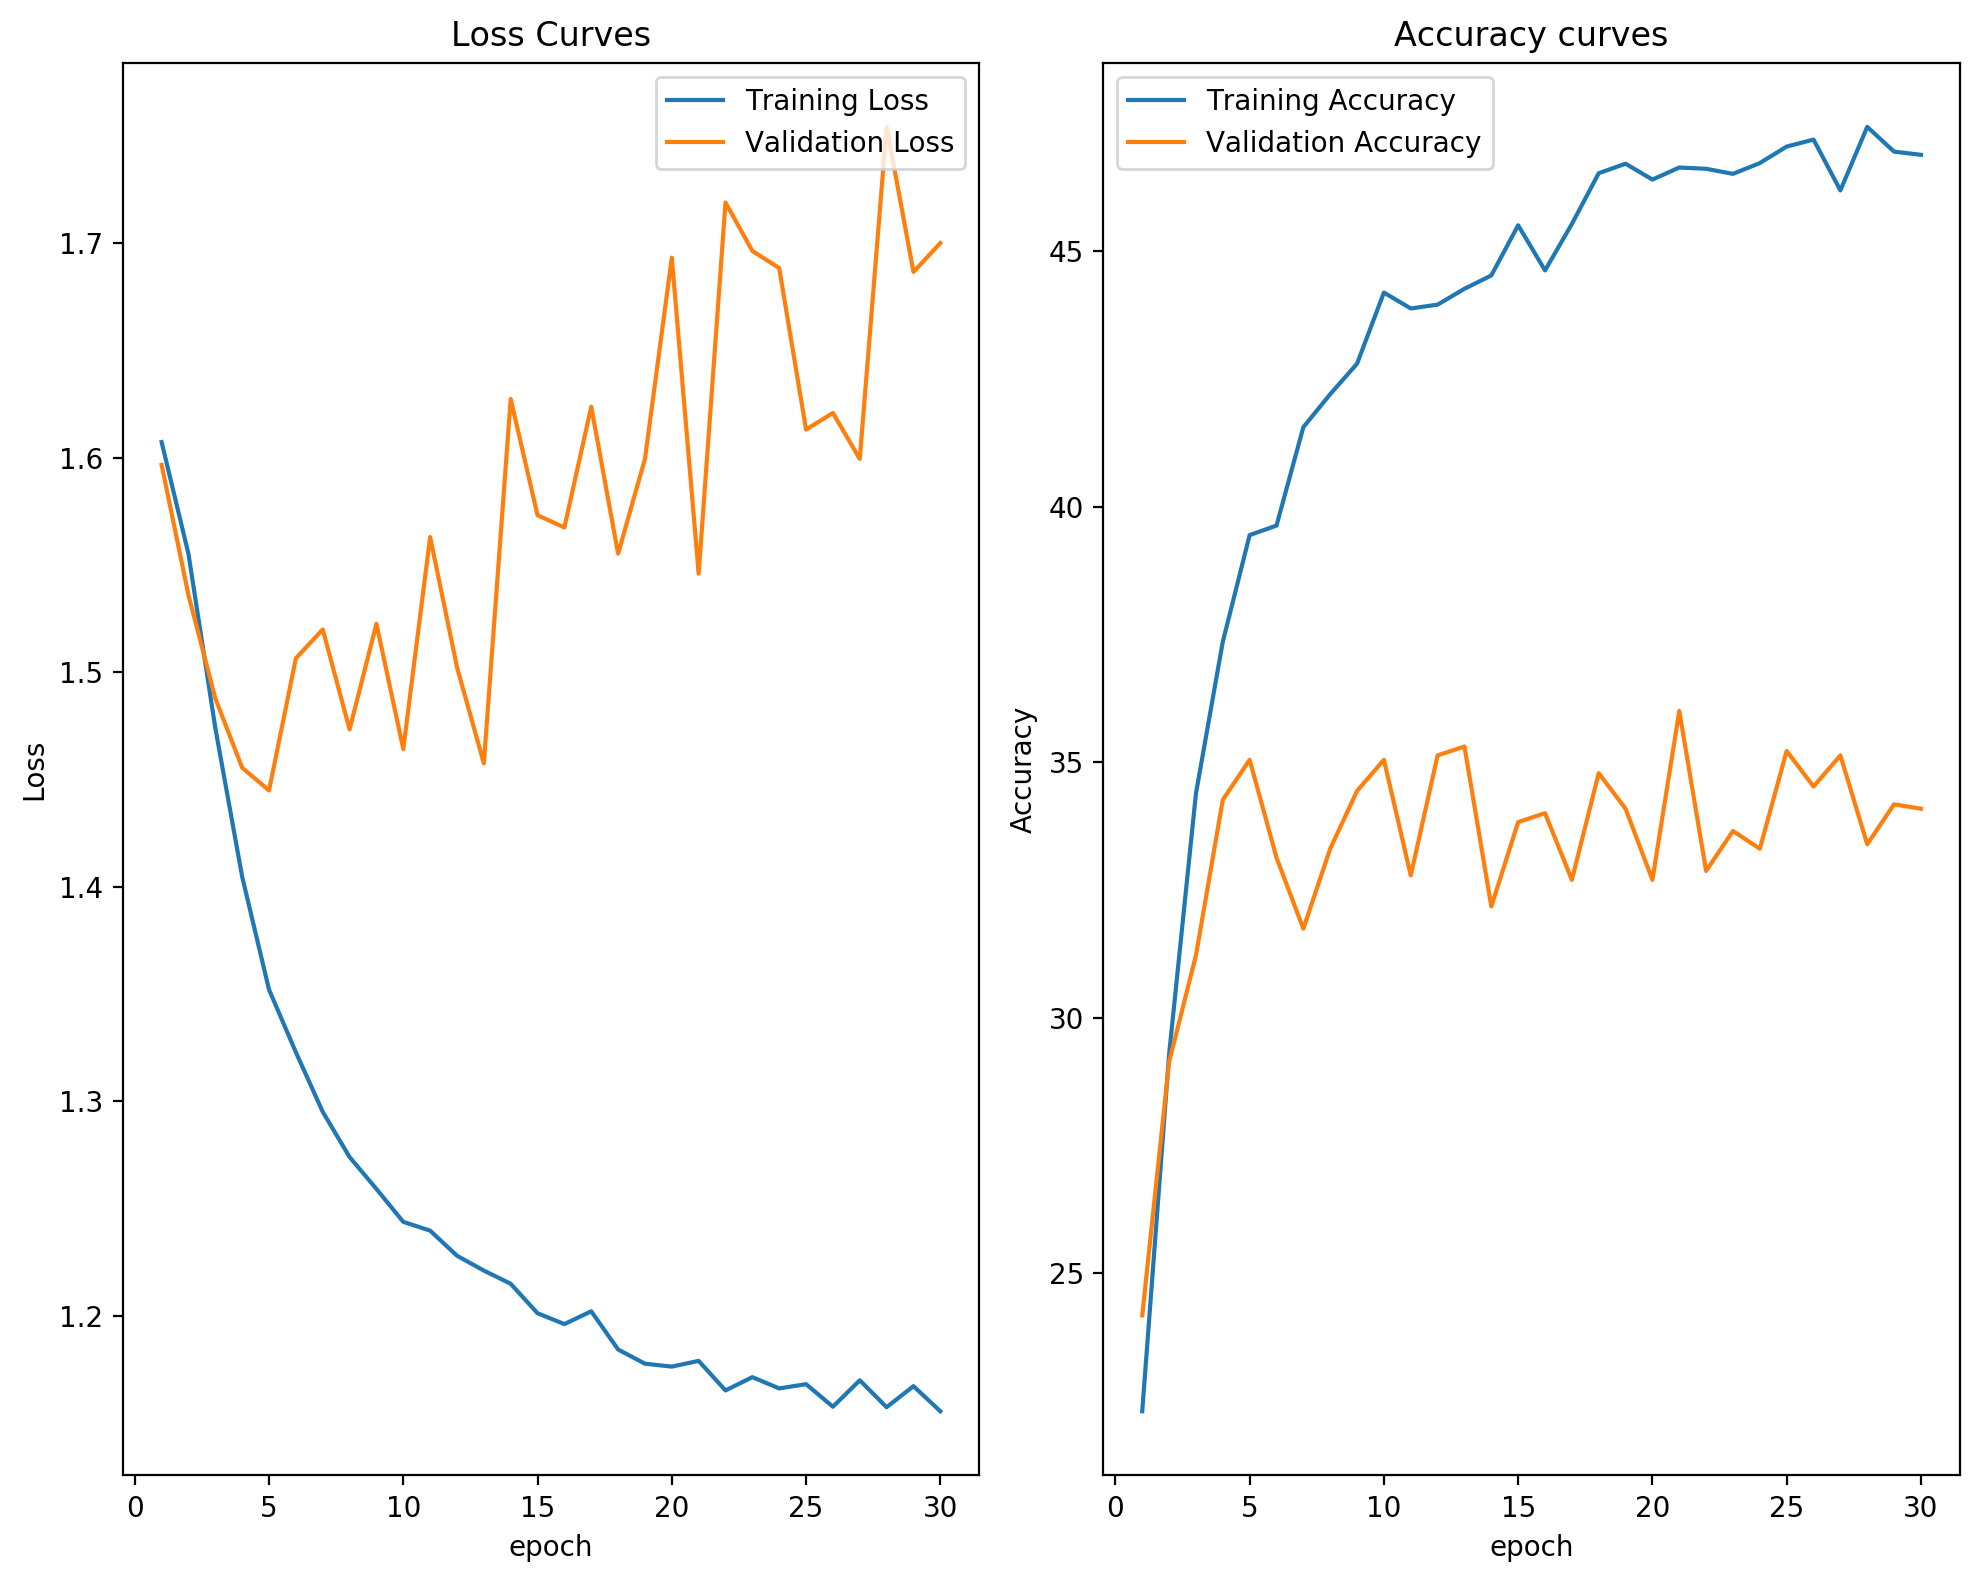 Loss Curves
Training Loss
Validation Loss
1.7
1.6
1.5
1.4
1.3
1.2
Loss
0 5 10 15 20 25 30
epoch
Accuracy curves
Training Accuracy
Validation Accuracy
45
40
35
30
25
Accuracy
0 5 10 15 20 25 30
epoch